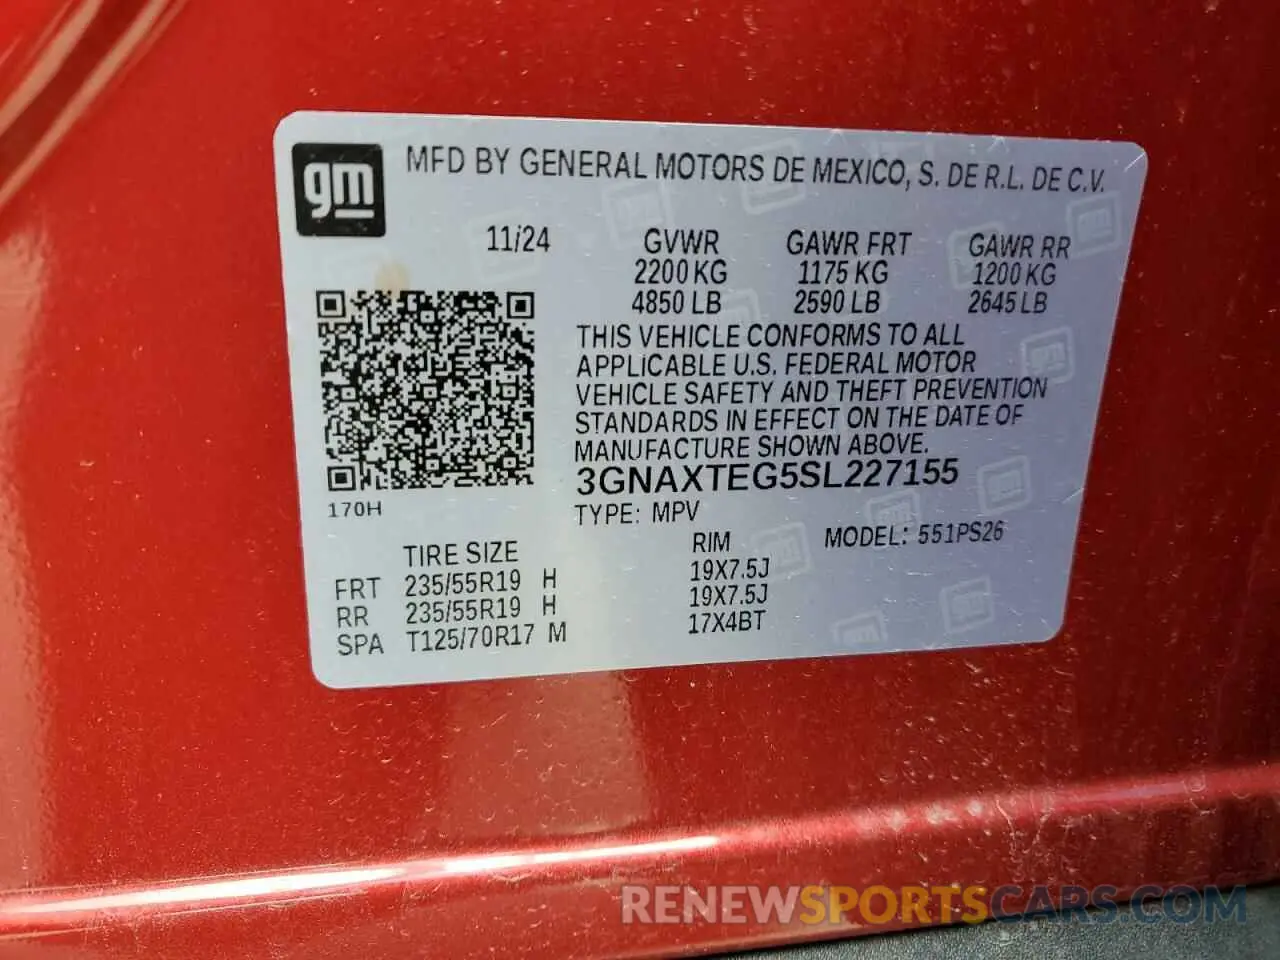 gm
MFD BY GENERAL MOTORS DE MEXICO, S. DE R.L. DE C.V.
11/24 GVWR GAWR FRT GAWR RR
2200 KG 1175 KG 1200 KG
4850 LB 2590 LB 2645 LB
THIS VEHICLE CONFORMS TO ALL
APPLICABLE U.S. FEDERAL MOTOR
VEHICLE SAFETY AND THEFT PREVENTION
STANDARDS IN EFFECT ON THE DATE OF
MANUFACTURE SHOWN ABOVE.
3GNAXTEG5SL227155
170H
TYPE: MPV MODEL: 551PS26
TIRE SIZE RIM
FRT 235/55R19 H 19X7.5J
RR 235/55R19 H 19X7.5J
SPA T125/70R17 M 17X4BT
RENEWSPORTSCARS.COM